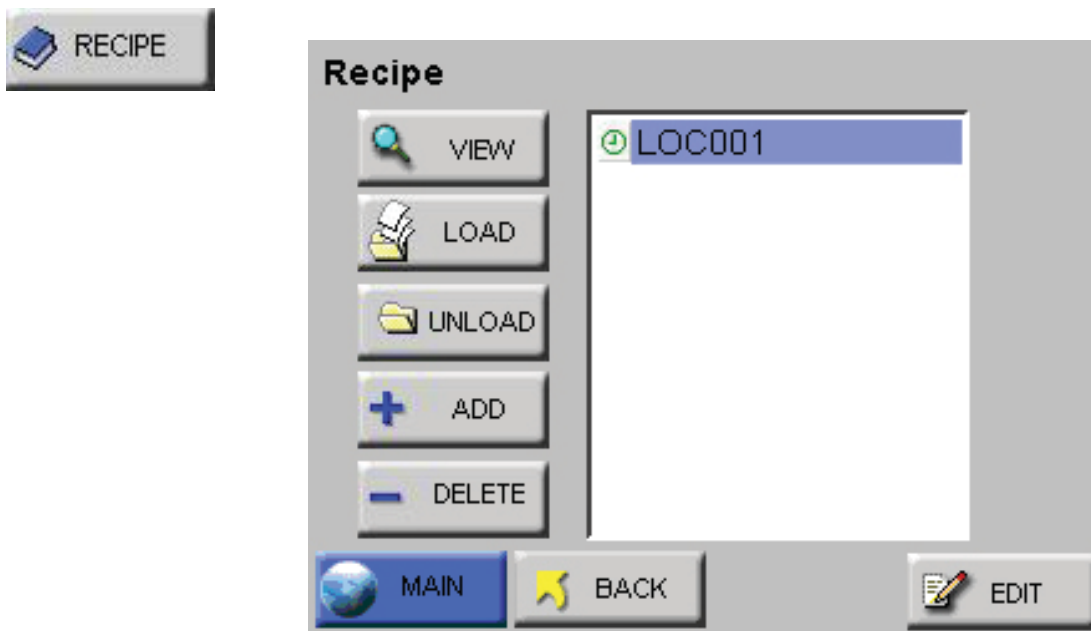 RECIPE
Recipe
VIEW
LOC001
LOAD
UNLOAD
ADD
DELETE
MAIN
BACK
EDIT